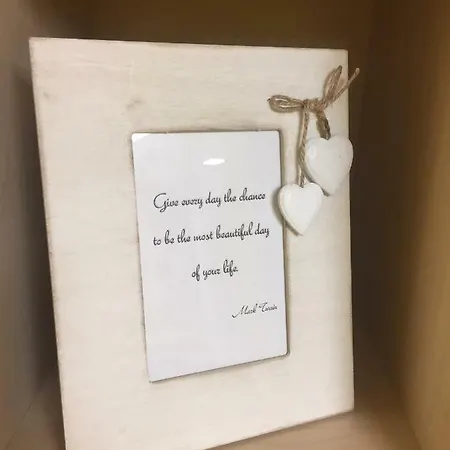 Give every day the chance
to be the most beautiful day
of your life.
Mark Twain